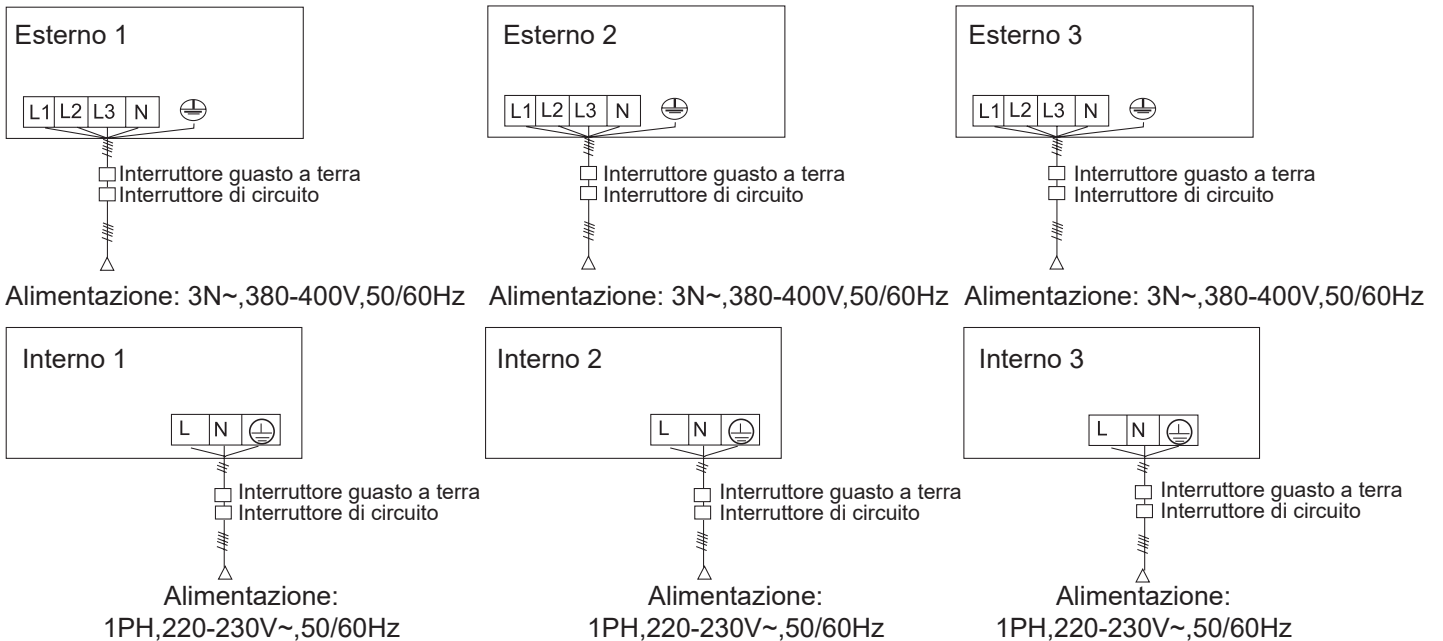 Esterno 1
L1 L2 L3 N
Interruttore guasto a terra
Interruttore di circuito
Alimentazione: 3N~,380-400V,50/60Hz
Esterno 2
L1 L2 L3 N
Interruttore guasto a terra
Interruttore di circuito
Alimentazione: 3N~,380-400V,50/60Hz
Esterno 3
L1 L2 L3 N
Interruttore guasto a terra
Interruttore di circuito
Alimentazione: 3N~,380-400V,50/60Hz
Interno 1
L N
Interruttore guasto a terra
Interruttore di circuito
Alimentazione:
1PH,220-230V~,50/60Hz
Interno 2
L N
Interruttore guasto a terra
Interruttore di circuito
Alimentazione:
1PH,220-230V~,50/60Hz
Interno 3
L N
Interruttore guasto a terra
Interruttore di circuito
Alimentazione:
1PH,220-230V~,50/60Hz